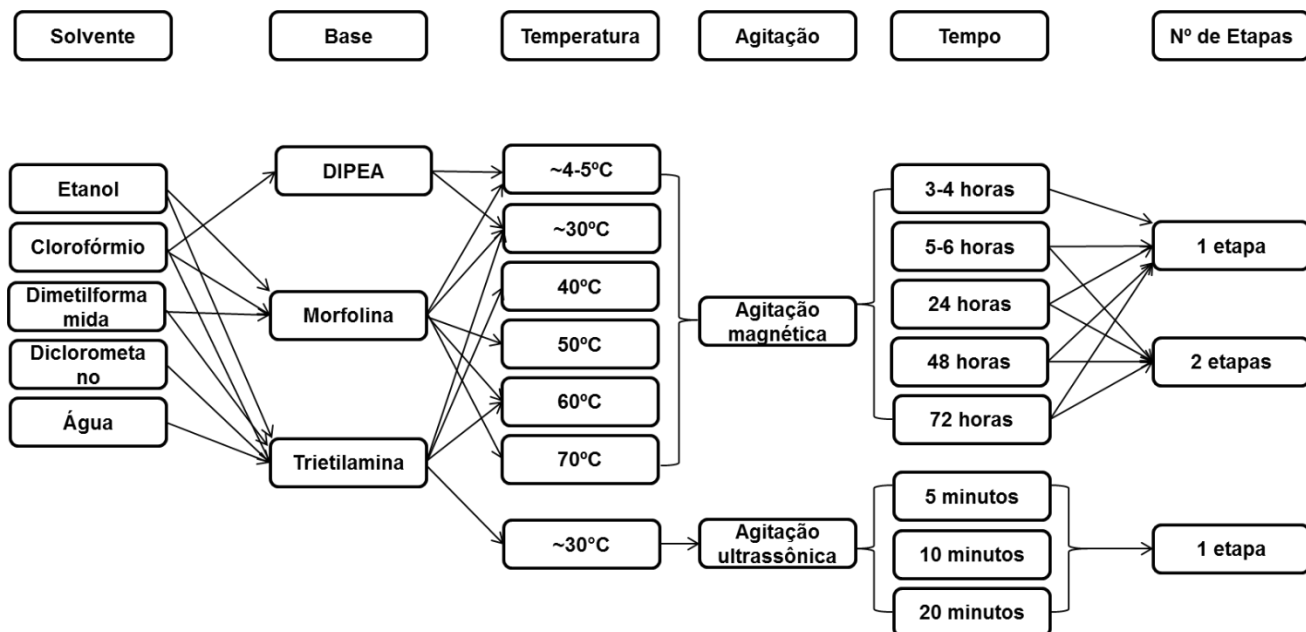 Solvente
Base
Temperatura
Agitação
Tempo
Nº de Etapas
Etanol
Clorofórmio
Dimetilforma
mida
Diclorometa
no
Água
DIPEA
Morfolina
Trietilamina
~4-5ºC
~30ºC
40ºC
50ºC
60ºC
70ºC
~30°C
Agitação
magnética
Agitação
ultrassônica
3-4 horas
5-6 horas
24 horas
48 horas
72 horas
5 minutos
10 minutos
20 minutos
1 etapa
2 etapas
1 etapa